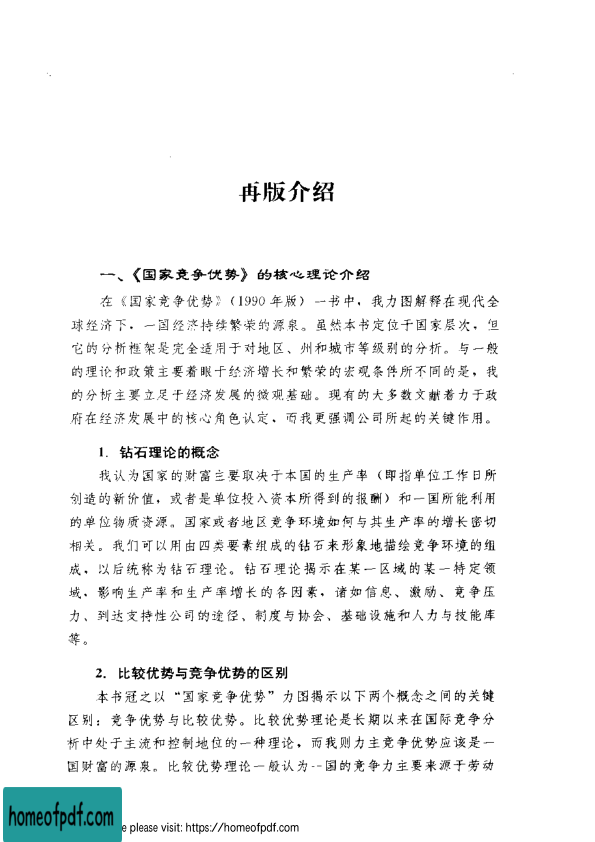 再版介绍
一、《国家竞争优势》的核心理论介绍
在《国家竞争优势》(1990年版)一书中，我力图解释在现代全
球经济下，一国经济持续繁荣的源泉。虽然本书定位于国家层次，但
它的分析框架是完全适用于对地区、州和城市等级别的分析。与一般
的理论和政策主要着眼于经济增长和繁荣的宏观条件所不同的是，我
的分析主要立足于经济发展的微观基础。现有的大多数文献着力于政
府在经济发展中的核心角色认定，而我更强调公司所起的关键作用。
1. 钻石理论的概念
我认为国家的财富主要取决于本国的生产率（即指单位工作日所
创造的新价值，或者是单位投入资本所得到的报酬）和一国所能利用
的单位物质资源。国家或者地区竞争环境如何与其生产率的增长密切
相关。我们可以用由四类要素组成的钻石来形象地描绘竞争环境的组
成，以后统称为钻石理论。钻石理论揭示在某一区域的某一特定领
域，影响生产率和生产率增长的各因素，诸如信息、激励、竞争压
力、到达支持性公司的途径、制度与协会、基础设施和人力与技能库
等。
2. 比较优势与竞争优势的区别
本书冠之以“国家竞争优势”力图揭示以下两个概念之间的关键
区别：竞争优势与比较优势。比较优势理论是长期以来在国际竞争分
析中处于主流和控制地位的一种理论，而我则力主竞争优势应该是一
国财富的源泉。比较优势理论一般认为一国的竞争力主要来源于劳动
homeofpdf.com
e please visit: https://homeofpdf.com